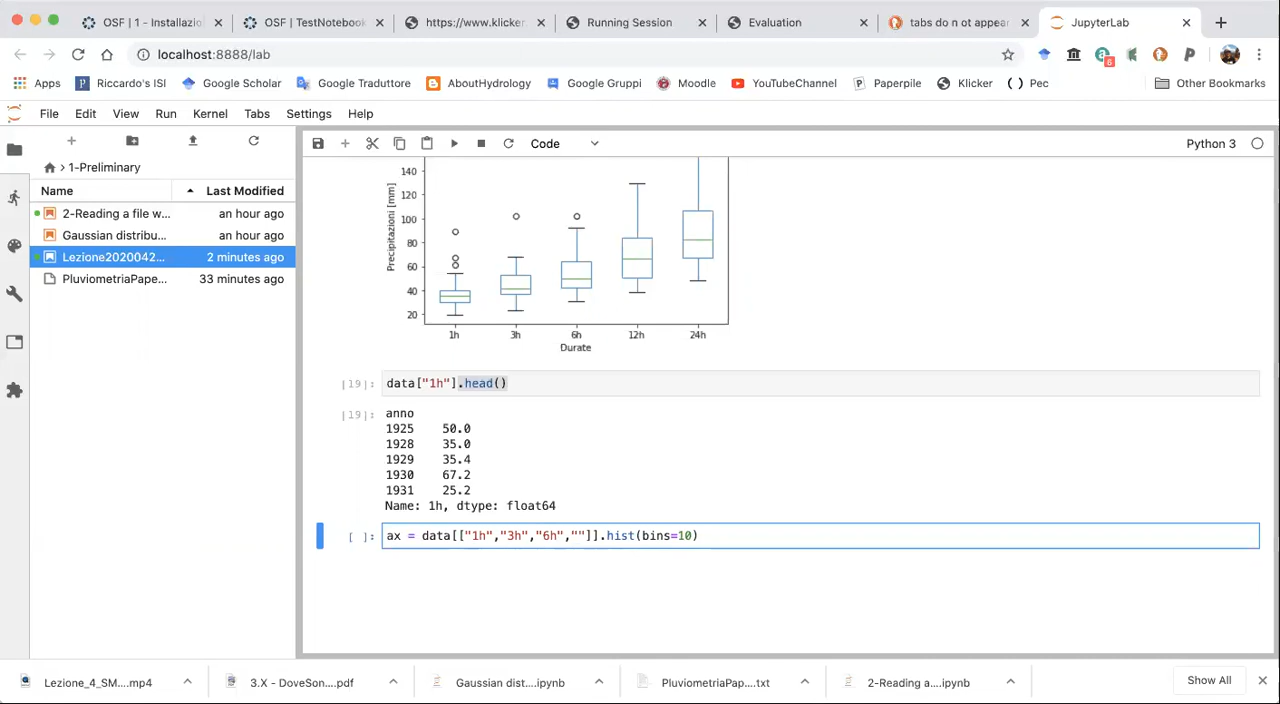 OSF | 1 - Installazio
OSF | TestNotebook
https://www.klicker.
Running Session
Evaluation
tabs do n ot appear
JupyterLab
localhost:8888/lab
6
Apps
Riccardo's ISI
Google Scholar
Google Traduttore
AboutHydrology
Google Gruppi
Moodle
YouTubeChannel
Paperpile
Klicker
Pec
Other Bookmarks
File Edit View Run Kernel Tabs Settings Help
1-Preliminary
Name Last Modified
2-Reading a file w... an hour ago
Gaussian distribu... an hour ago
Lezione2020042... 2 minutes ago
PluviometriaPape... 33 minutes ago
Code
Python 3
140
120
100
80
60
40
20
Precipitazioni [mm]
1h 3h 6h 12h 24h
Durate
[19]: data["1h"].head()
[19]: anno
1925 50.0
1928 35.0
1929 35.4
1930 67.2
1931 25.2
Name: 1h, dtype: float64
[ ]: ax = data[["1h","3h","6h",""]].hist(bins=10)
Lezione_4_SM....mp4
3.X - DoveSon....pdf
Gaussian dist....ipynb
PluviometriaPap....txt
2-Reading a....ipynb
Show All